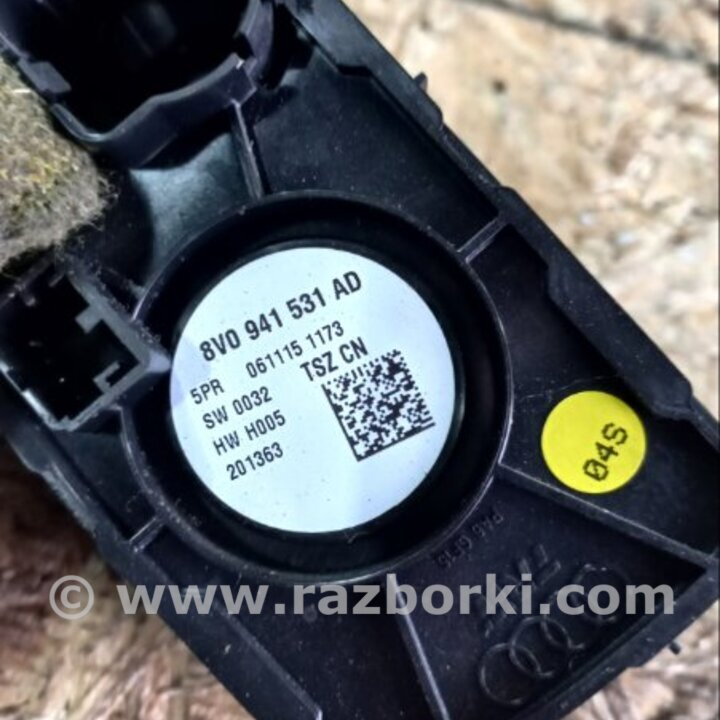 8V0 941 531 AD
5PR 061115 1173
SW 0032 TSZ CN
HW H005
201363
04S
© www.razborki.com